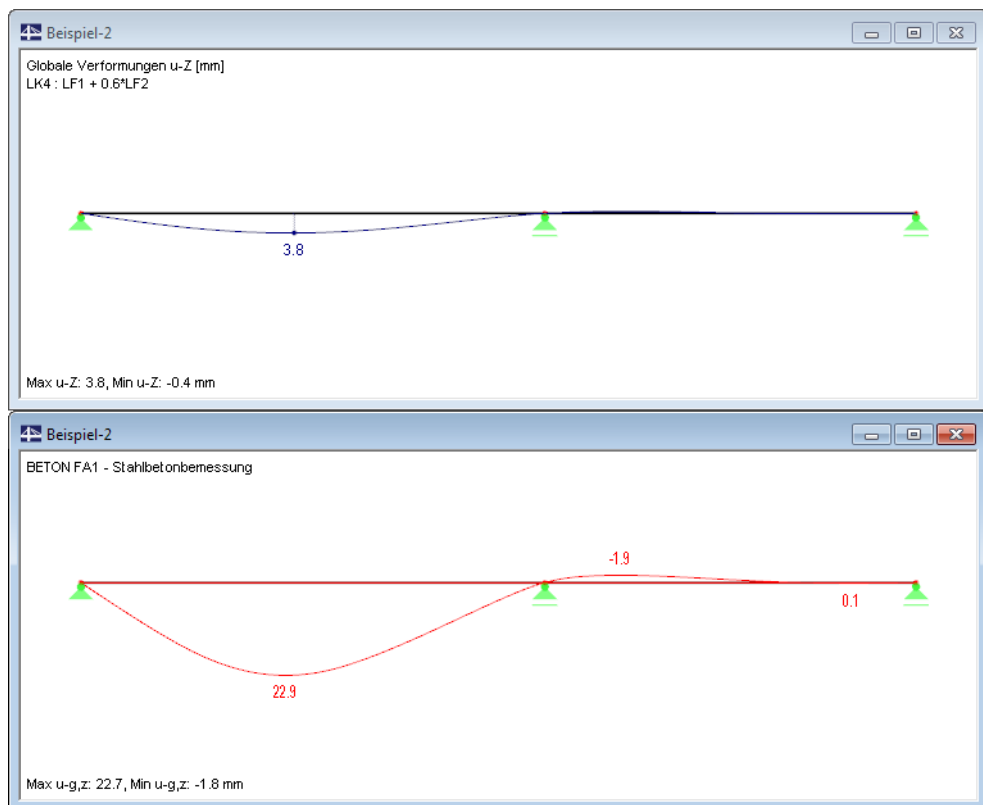 Beispiel-2
Globale Verformungen u-Z [mm]
LK4 : LF1 + 0.6*LF2
3.8
Max u-Z: 3.8, Min u-Z: -0.4 mm
Beispiel-2
BETON FA1 - Stahlbetonbemessung
-1.9
0.1
22.9
Max u-g,z: 22.7, Min u-g,z: -1.8 mm